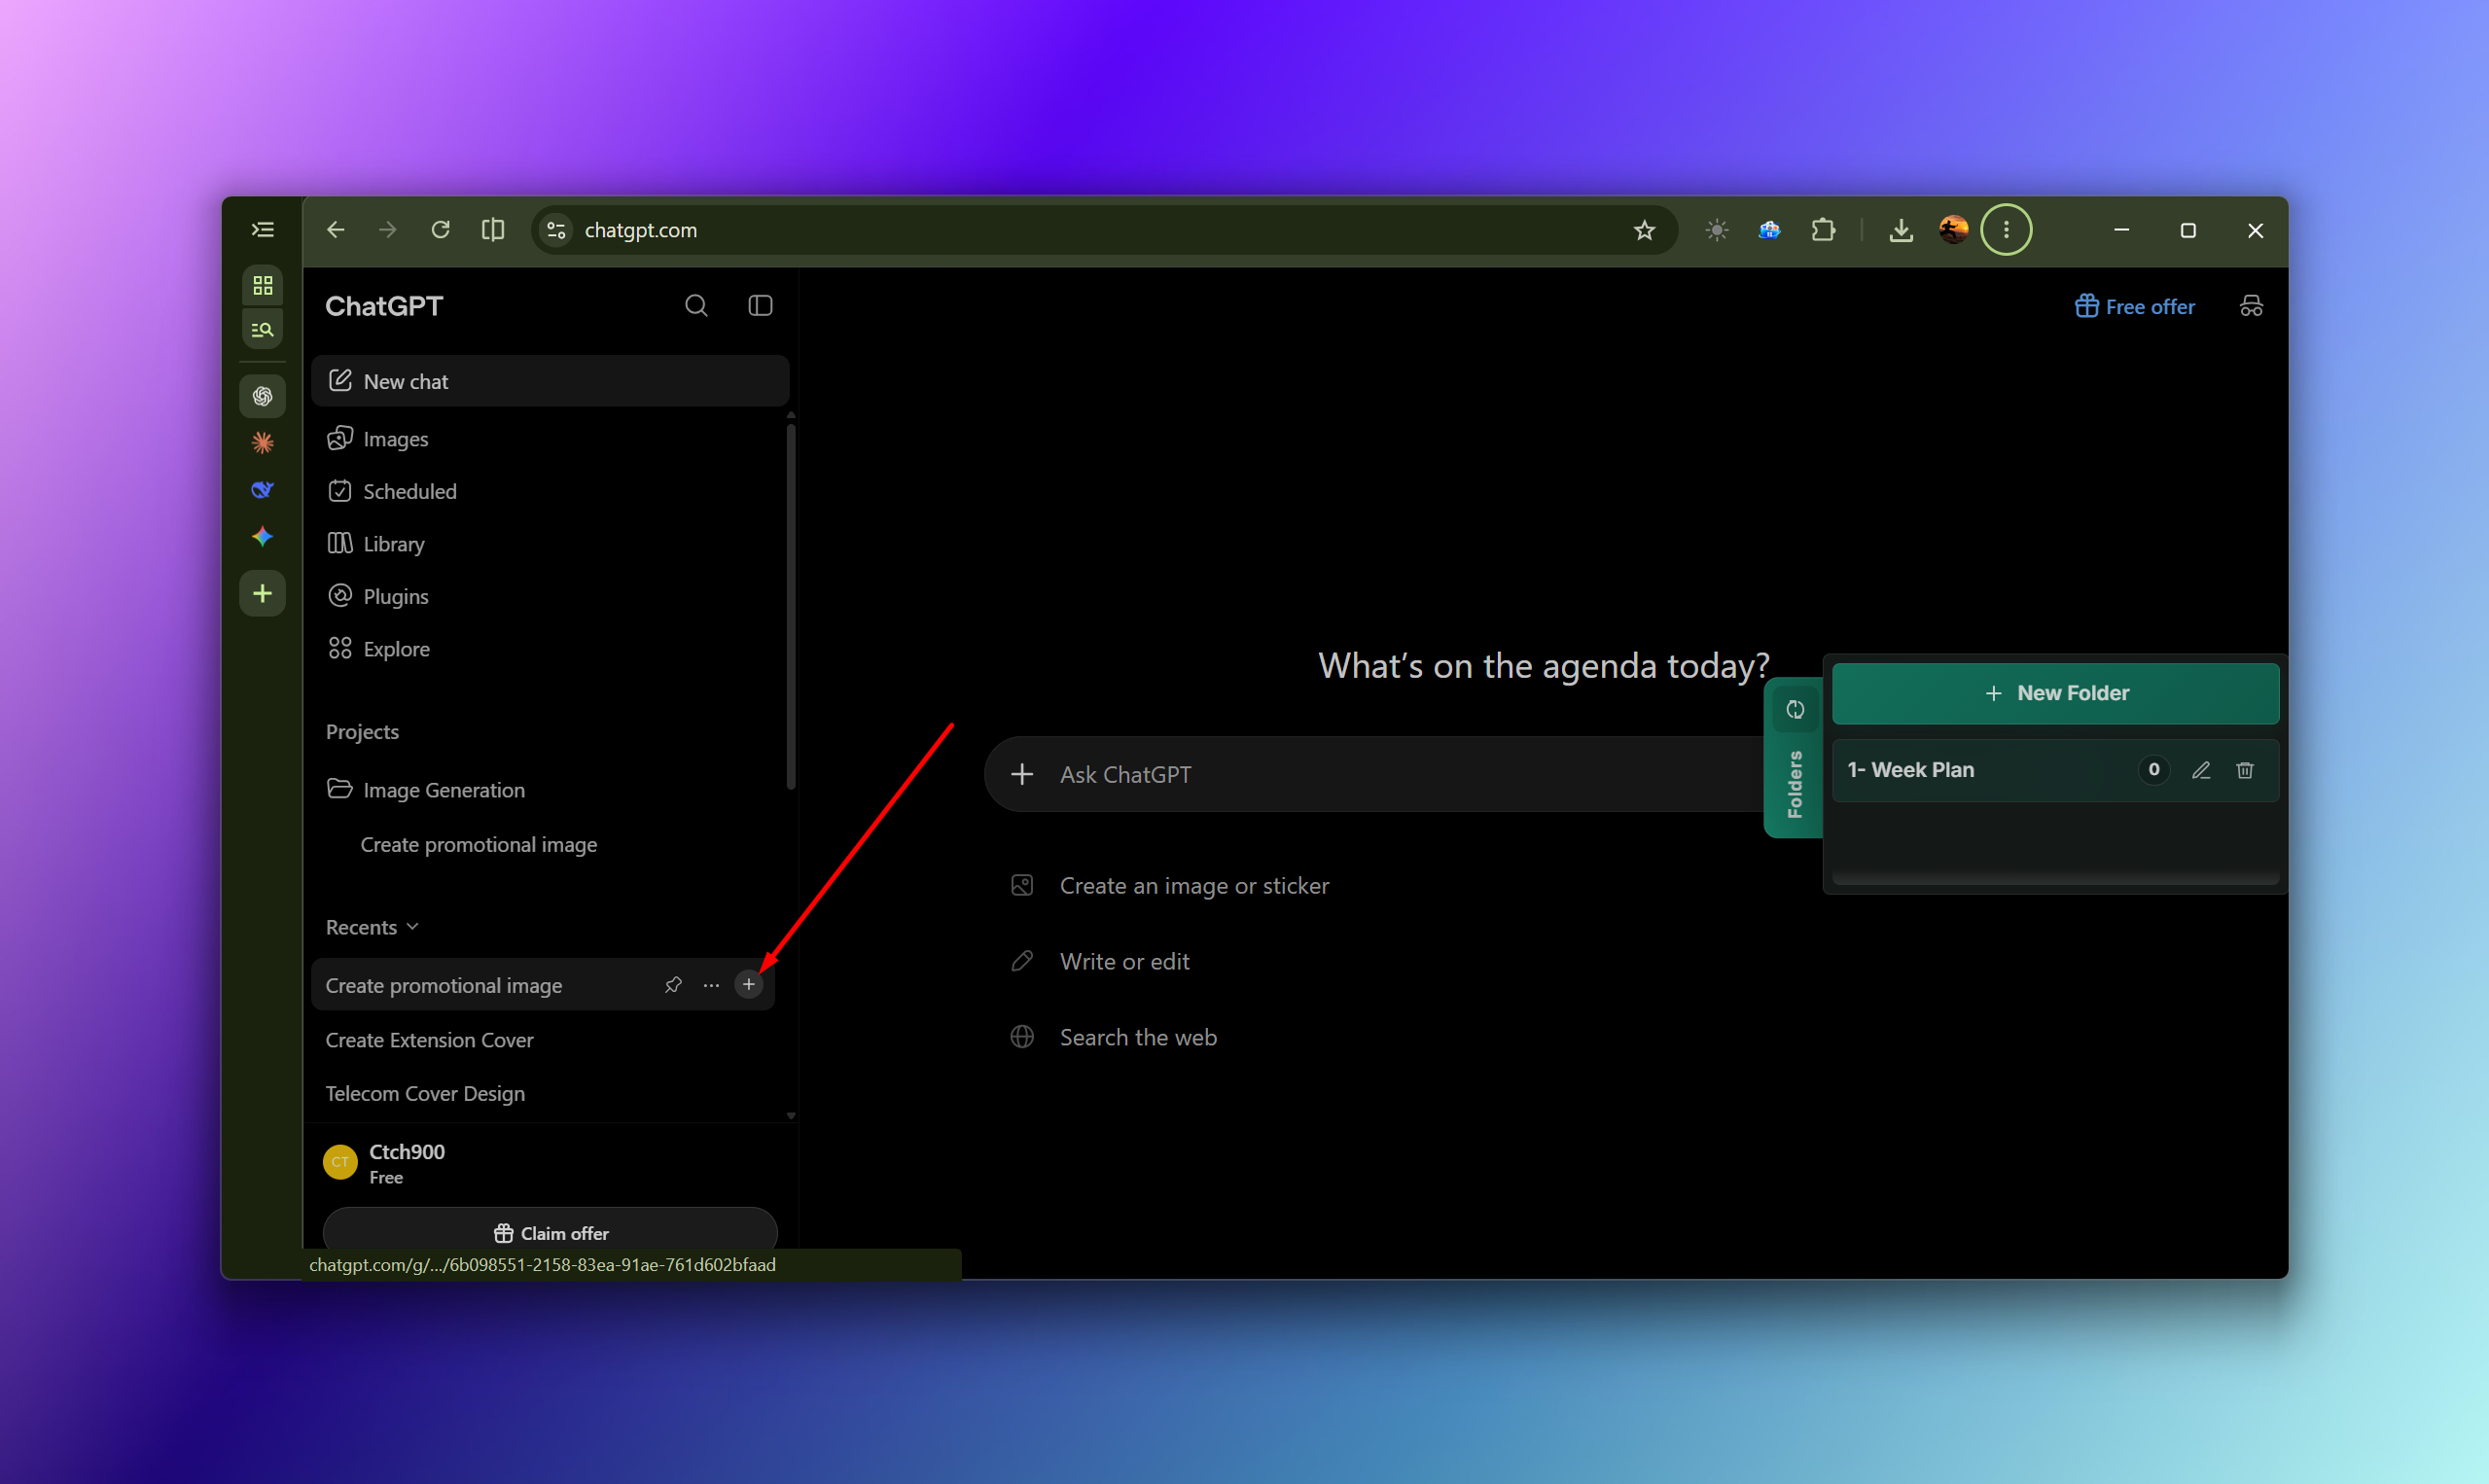 chatgpt.com
ChatGPT
Free offer
New chat
Images
Scheduled
Library
Plugins
Explore
Projects
Image Generation
Create promotional image
Recents
Create promotional image
Create Extension Cover
Telecom Cover Design
CT
Ctch900
Free
Claim offer
chatgpt.com/g/.../6b098551-2158-83ea-91ae-761d602bfaad
What's on the agenda today?
Ask ChatGPT
Create an image or sticker
Write or edit
Search the web
Folders
+ New Folder
1- Week Plan 0